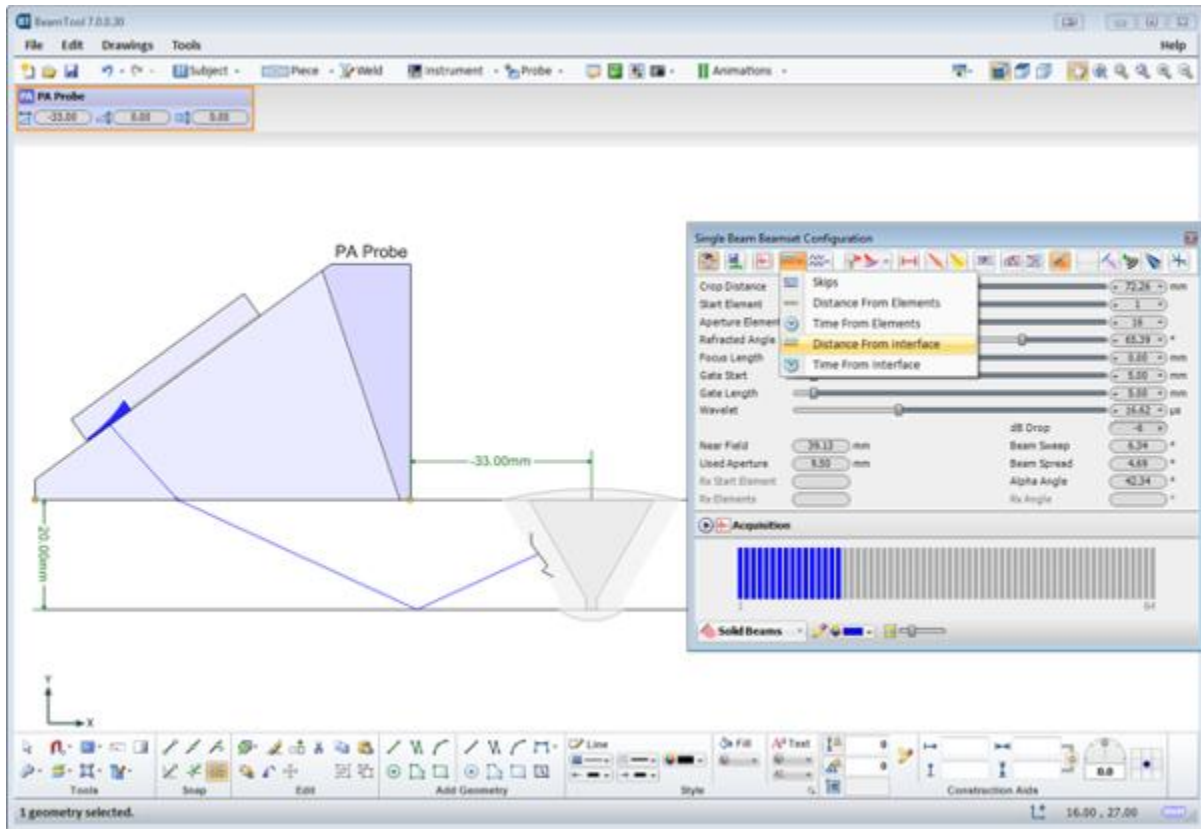 BeamTool 7.0.0.30
File Edit Drawings Tools Help
Subject Piece Weld Instrument Probe Animations
PA PA Probe
-33.00 0.00 0.00
PA Probe
-33.00mm
20.00mm
Y
X
Single Beam Beamset Configuration
Skips
Distance From Elements
Time From Elements
Distance From Interface
Time From Interface
Crop Distance 72.26 mm
Start Element 1
Aperture Element 16
Refracted Angle 65.39 °
Focus Length 0.00 mm
Gate Start 5.00 mm
Gate Length 5.00 mm
Wavelet 16.62 µs
dB Drop -6
Near Field 39.13 mm Beam Sweep 6.34 °
Used Aperture 9.50 mm Beam Spread 4.69 °
Rx Start Element Alpha Angle 42.34 °
Rx Elements Rx Angle °
Acquisition
1 64
Solid Beams
Line Fill Text 0
0
0.0
Tools Snap Edit Add Geometry Style Construction Aids
1 geometry selected. 16.00 , 27.00